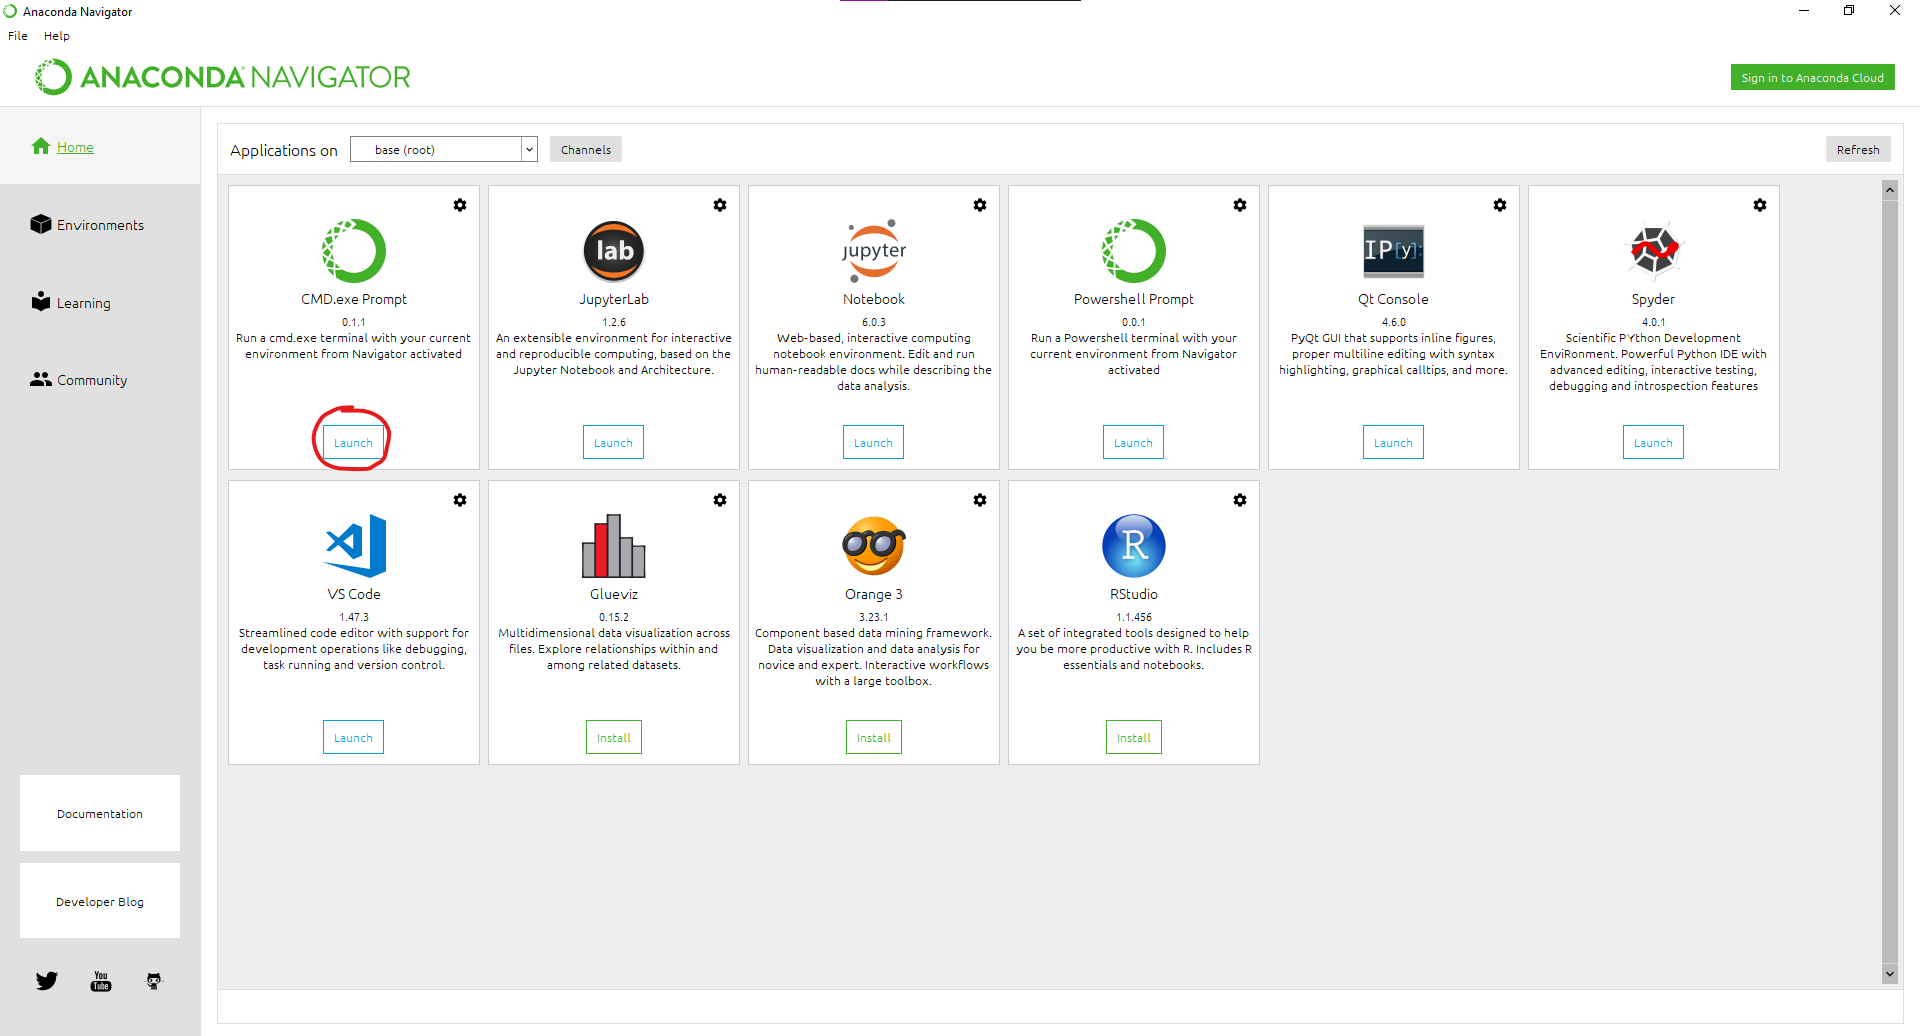 Anaconda Navigator
File Help
ANACONDA NAVIGATOR
Sign in to Anaconda Cloud
Home
Environments
Learning
Community
Documentation
Developer Blog
You
Tube
Applications on base (root) Channels Refresh
CMD.exe Prompt
0.1.1
Run a cmd.exe terminal with your current
environment from Navigator activated
Launch
lab
JupyterLab
1.2.6
An extensible environment for interactive
and reproducible computing, based on the
Jupyter Notebook and Architecture.
Launch
jupyter
Notebook
6.0.3
Web-based, interactive computing
notebook environment. Edit and run
human-readable docs while describing the
data analysis.
Launch
Powershell Prompt
0.0.1
Run a Powershell terminal with your
current environment from Navigator
activated
Launch
IP[y]:
Qt Console
4.6.0
PyQt GUI that supports inline figures,
proper multiline editing with syntax
highlighting, graphical calltips, and more.
Launch
Spyder
4.0.1
Scientific PYthon Development
EnviRonment. Powerful Python IDE with
advanced editing, interactive testing,
debugging and introspection features
Launch
VS Code
1.47.3
Streamlined code editor with support for
development operations like debugging,
task running and version control.
Launch
Glueviz
0.15.2
Multidimensional data visualization across
files. Explore relationships within and
among related datasets.
Install
Orange 3
3.23.1
Component based data mining framework.
Data visualization and data analysis for
novice and expert. Interactive workflows
with a large toolbox.
Install
R
RStudio
1.1.456
A set of integrated tools designed to help
you be more productive with R. Includes R
essentials and notebooks.
Install